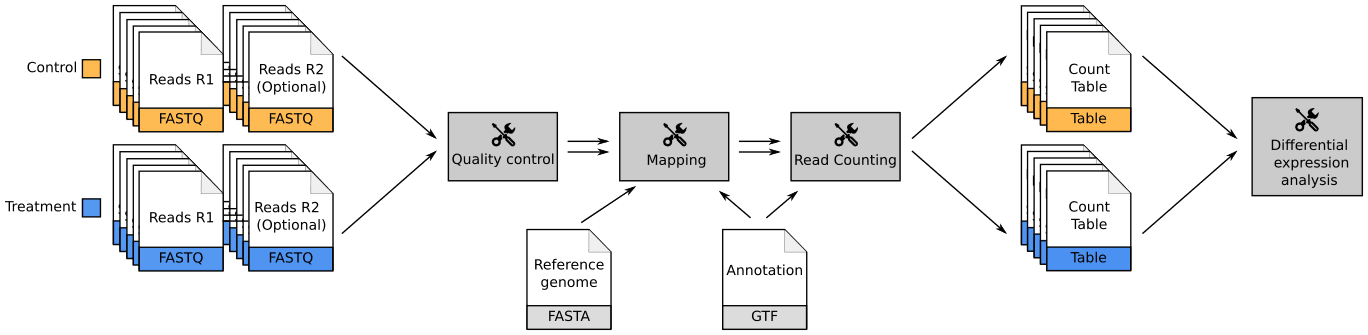 Control
Reads R1
FASTQ
Reads R2
(Optional)
FASTQ
Treatment
Reads R1
FASTQ
Reads R2
(Optional)
FASTQ
Quality control
Mapping
Read Counting
Reference
genome
FASTA
Annotation
GTF
Count
Table
Table
Count
Table
Table
Differential
expression
analysis